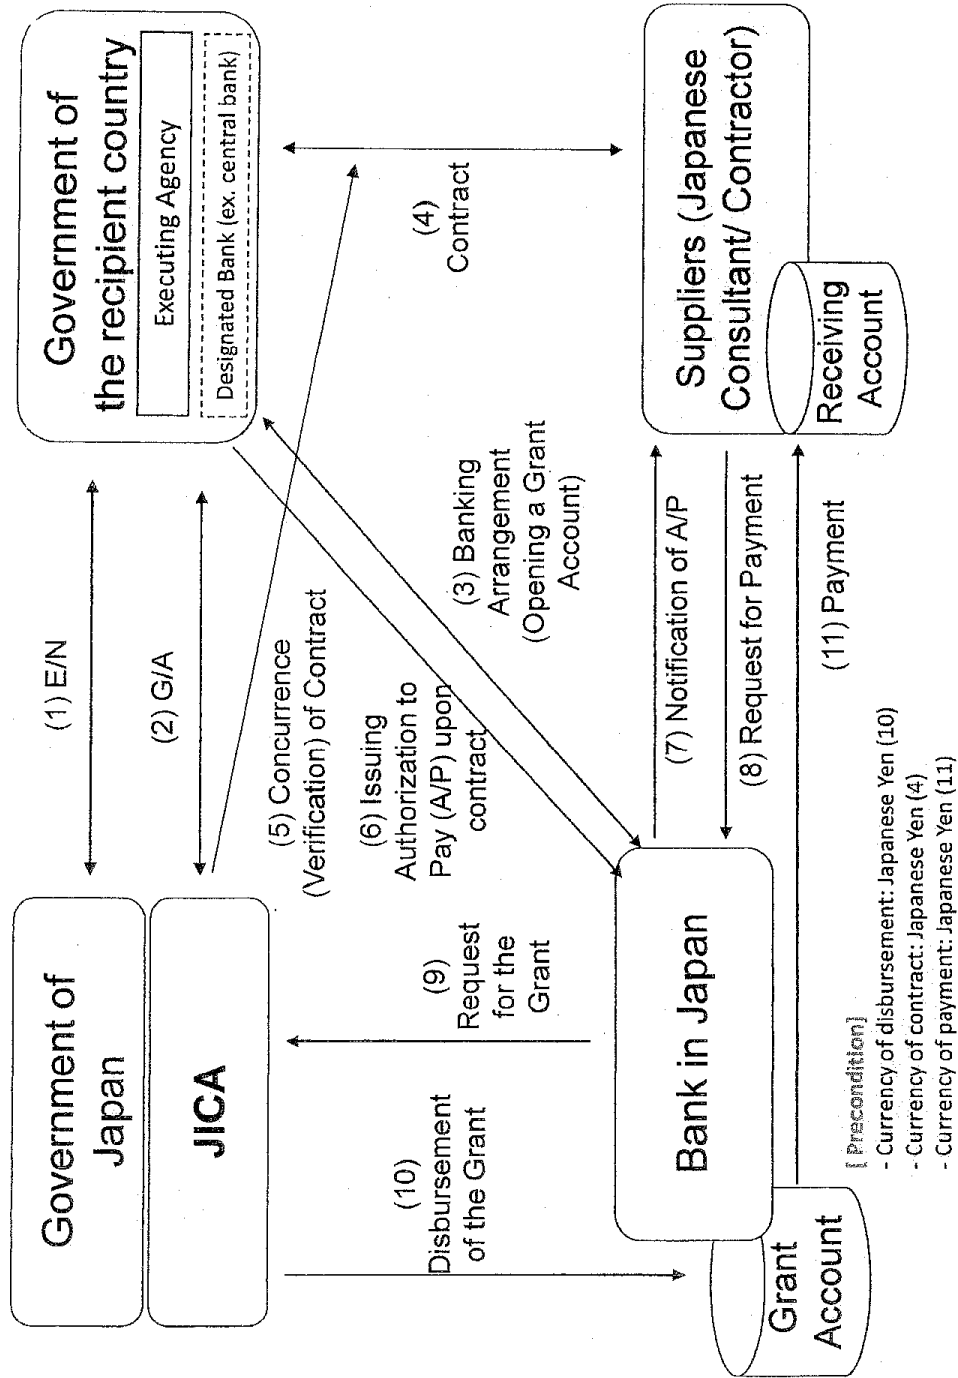 Government of
Japan
JICA
(1) E/N
(2) G/A
Government of
the recipient country
Executing Agency
Designated Bank (ex. central bank)
(5) Concurrence
(Verification) of Contract
(6) Issuing
Authorization to
Pay (A/P) upon
contract
(10)
Disbursement
of the Grant
(9)
Request
for the
Grant
(3) Banking
Arrangement
(Opening a Grant
Account)
(4)
Contract
Bank in Japan
Grant
Account
(7) Notification of A/P
(8) Request for Payment
(11) Payment
Suppliers (Japanese
Consultant/ Contractor)
Receiving
Account
[ Precondition]
- Currency of disbursement: Japanese Yen (10)
- Currency of contract: Japanese Yen (4)
- Currency of payment: Japanese Yen (11)